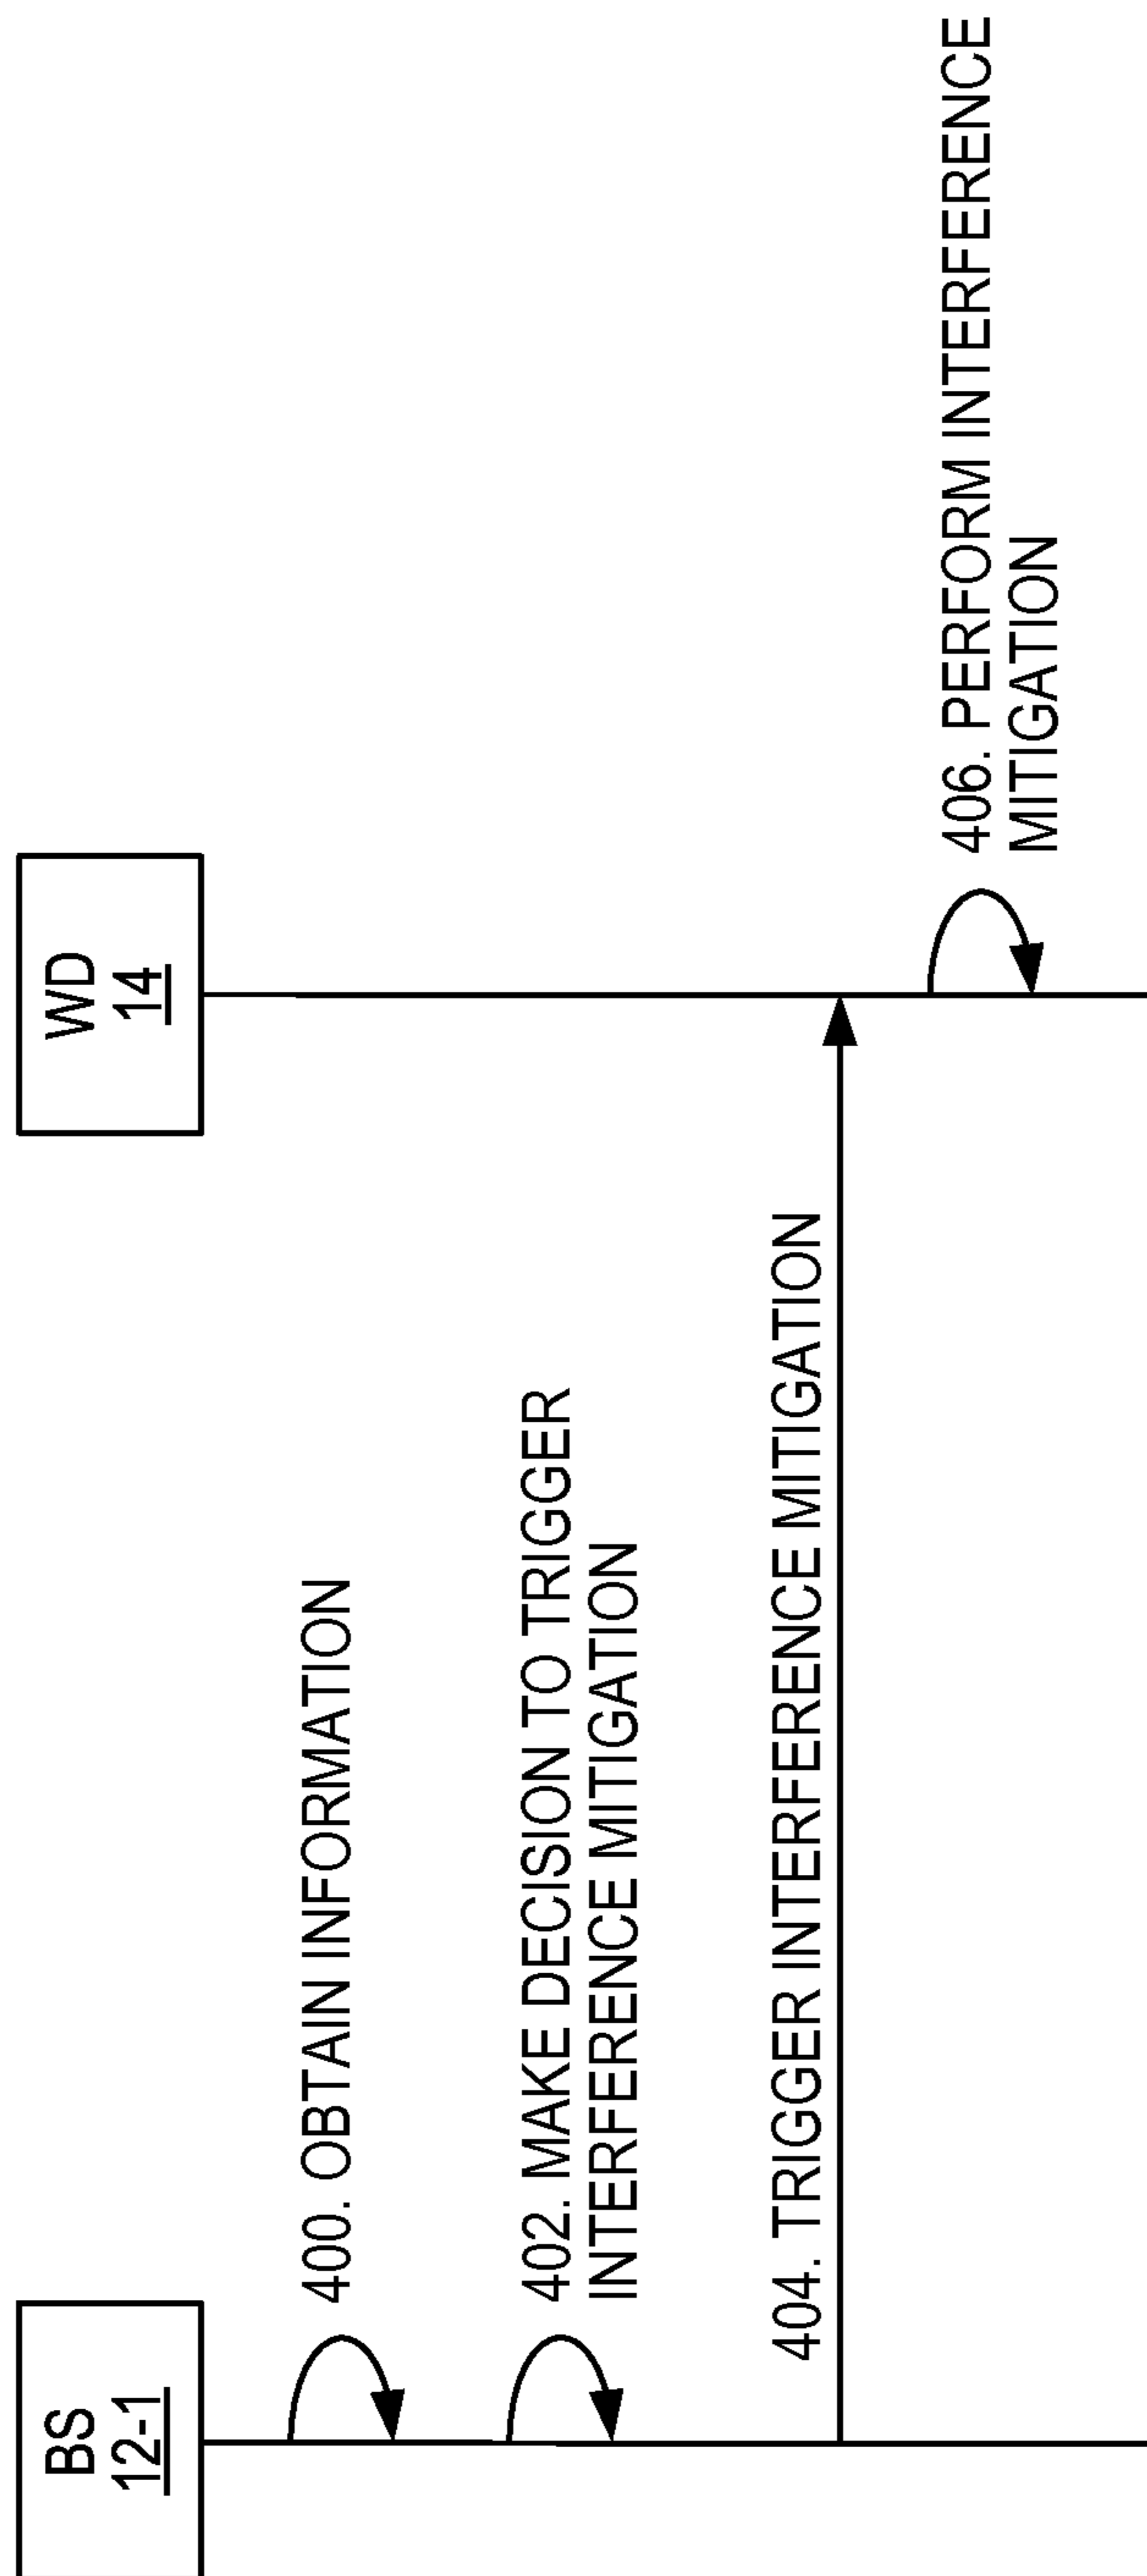 BS
12-1
WD
14
400. OBTAIN INFORMATION
402. MAKE DECISION TO TRIGGER
INTERFERENCE MITIGATION
404. TRIGGER INTERFERENCE MITIGATION
406. PERFORM INTERFERENCE
MITIGATION